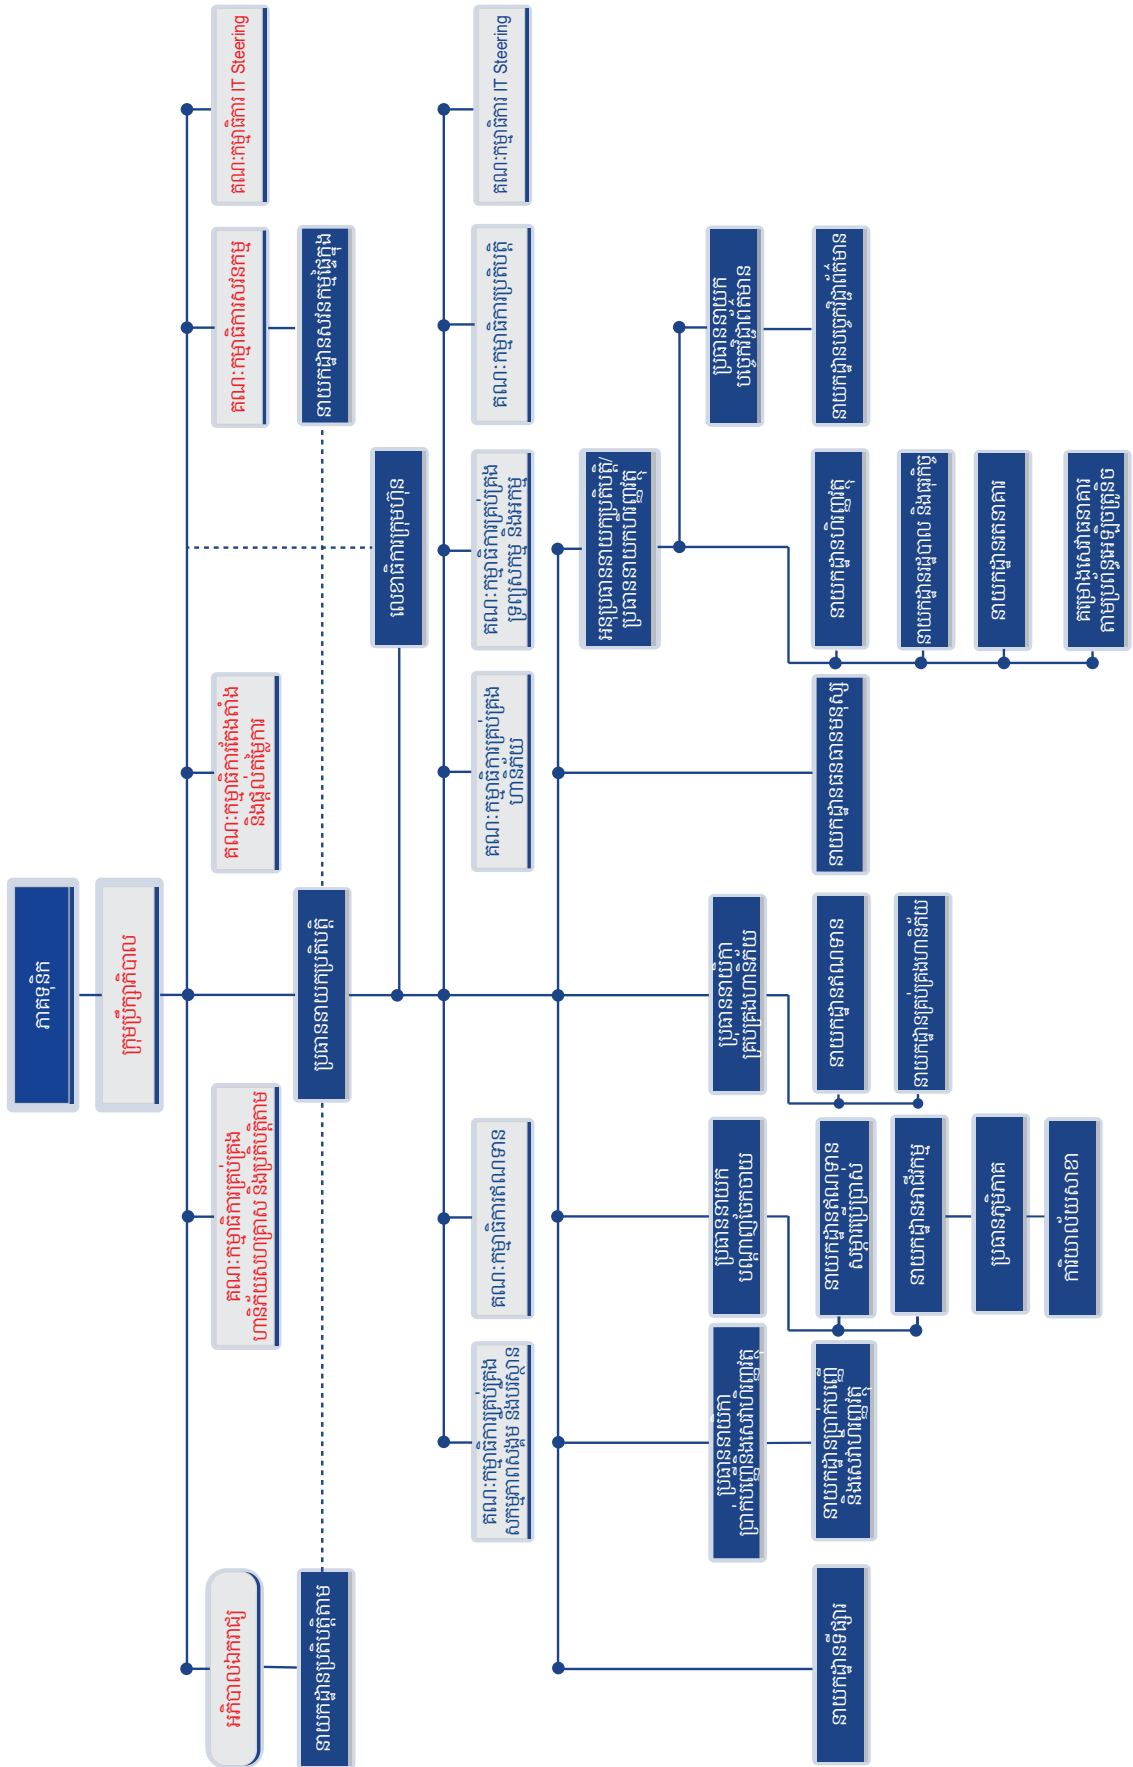 ភាគទុនិក
ក្រុមប្រឹក្សាភិបាល
អភិបាលឯករាជ្យ
គណៈកម្មាធិការគ្រប់គ្រង
ហានិភ័យសហគ្រាស និងប្រតិបត្តិតាម
គណៈកម្មាធិការតែងតាំង
និងផ្តល់តម្លៃការ
គណៈកម្មាធិការសវនកម្ម
គណៈកម្មាធិការ IT Steering
នាយកដ្ឋានប្រតិបត្តិតាម
ប្រធាននាយកប្រតិបត្តិ
នាយកដ្ឋានសវនកម្មផ្ទៃក្នុង
លេខាធិការក្រុមហ៊ុន
គណៈកម្មាធិការគ្រប់គ្រង
សកម្មភាពសង្គម និងបរិស្ថាន
គណៈកម្មាធិការឥណទាន
គណៈកម្មាធិការគ្រប់គ្រង
ហានិភ័យ
គណៈកម្មាធិការគ្រប់គ្រង
ទ្រព្យសកម្ម និងអកម្ម
គណៈកម្មាធិការប្រតិបត្តិ
គណៈកម្មាធិការ IT Steering
អនុប្រធាននាយកប្រតិបត្តិ/
ប្រធាននាយកហិរញ្ញវត្ថុ
ប្រធាននាយិកា
ប្រាក់បញ្ញើនិងសេវាហិរញ្ញវត្ថុ
ប្រធាននាយក
បណ្តាញចែកចាយ
ប្រធាននាយិកា
គ្រប់គ្រងហានិភ័យ
ប្រធាននាយក
បច្ចេកវិជ្ជាព័ត៌មាន
នាយកដ្ឋានទីផ្សារ
នាយកដ្ឋានប្រាក់បញ្ញើ
និងសេវាហិរញ្ញវត្ថុ
នាយកដ្ឋានឥណទាន
សម្ភារប្រើប្រាស់
នាយកដ្ឋានអាជីវកម្ម
ប្រធានភូមិភាគ
ការិយាល័យសាខា
នាយកដ្ឋានឥណទាន
នាយកដ្ឋានគ្រប់គ្រងហានិភ័យ
នាយកដ្ឋានធនធានមនុស្ស
នាយកដ្ឋានហិរញ្ញវត្ថុ
នាយកដ្ឋានរដ្ឋបាល និងធុរកិច្ច
នាយកដ្ឋានរតនាគារ
គម្រោងសេវាធនាគារ
តាមប្រព័ន្ធអេឡិចត្រូនិច
នាយកដ្ឋានបច្ចេកវិជ្ជាព័ត៌មាន